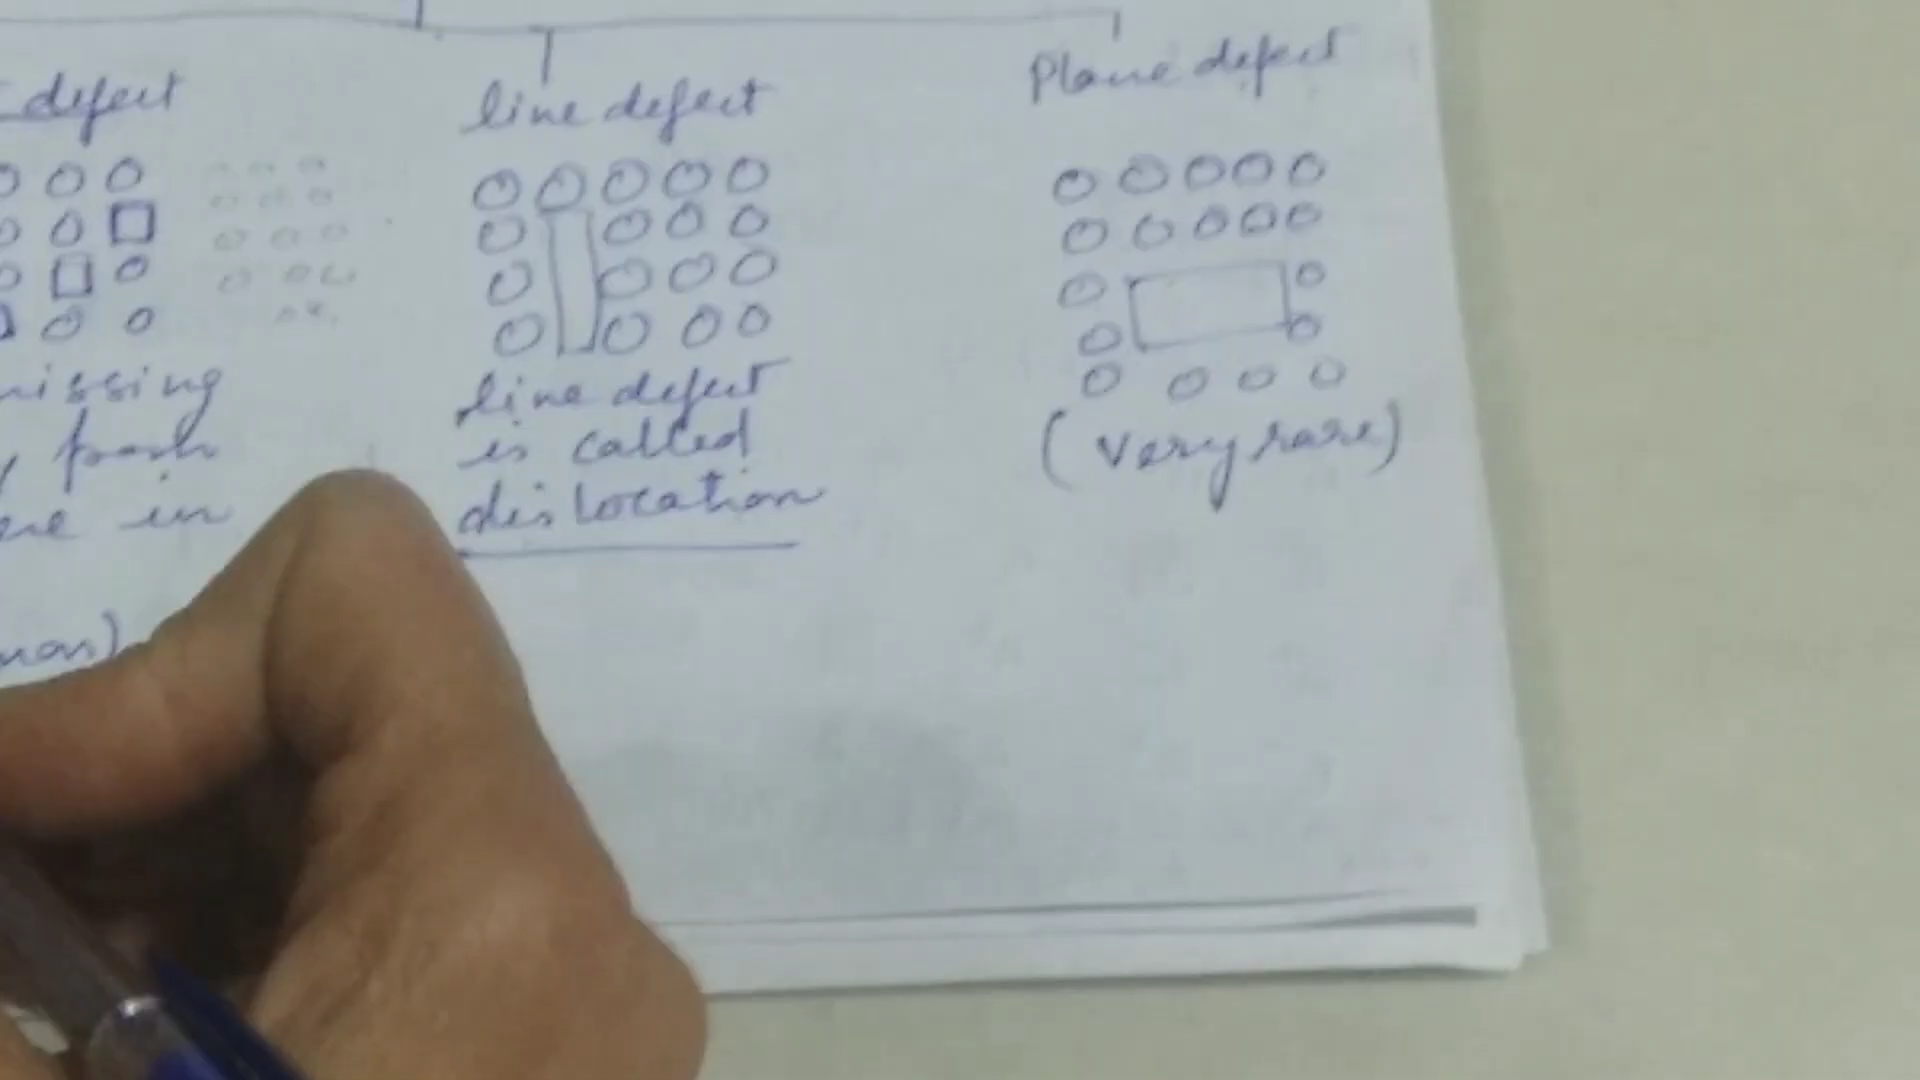 defect
line defect
Plane defect
missing
line defect
is called
dislocation
in
(very rare)